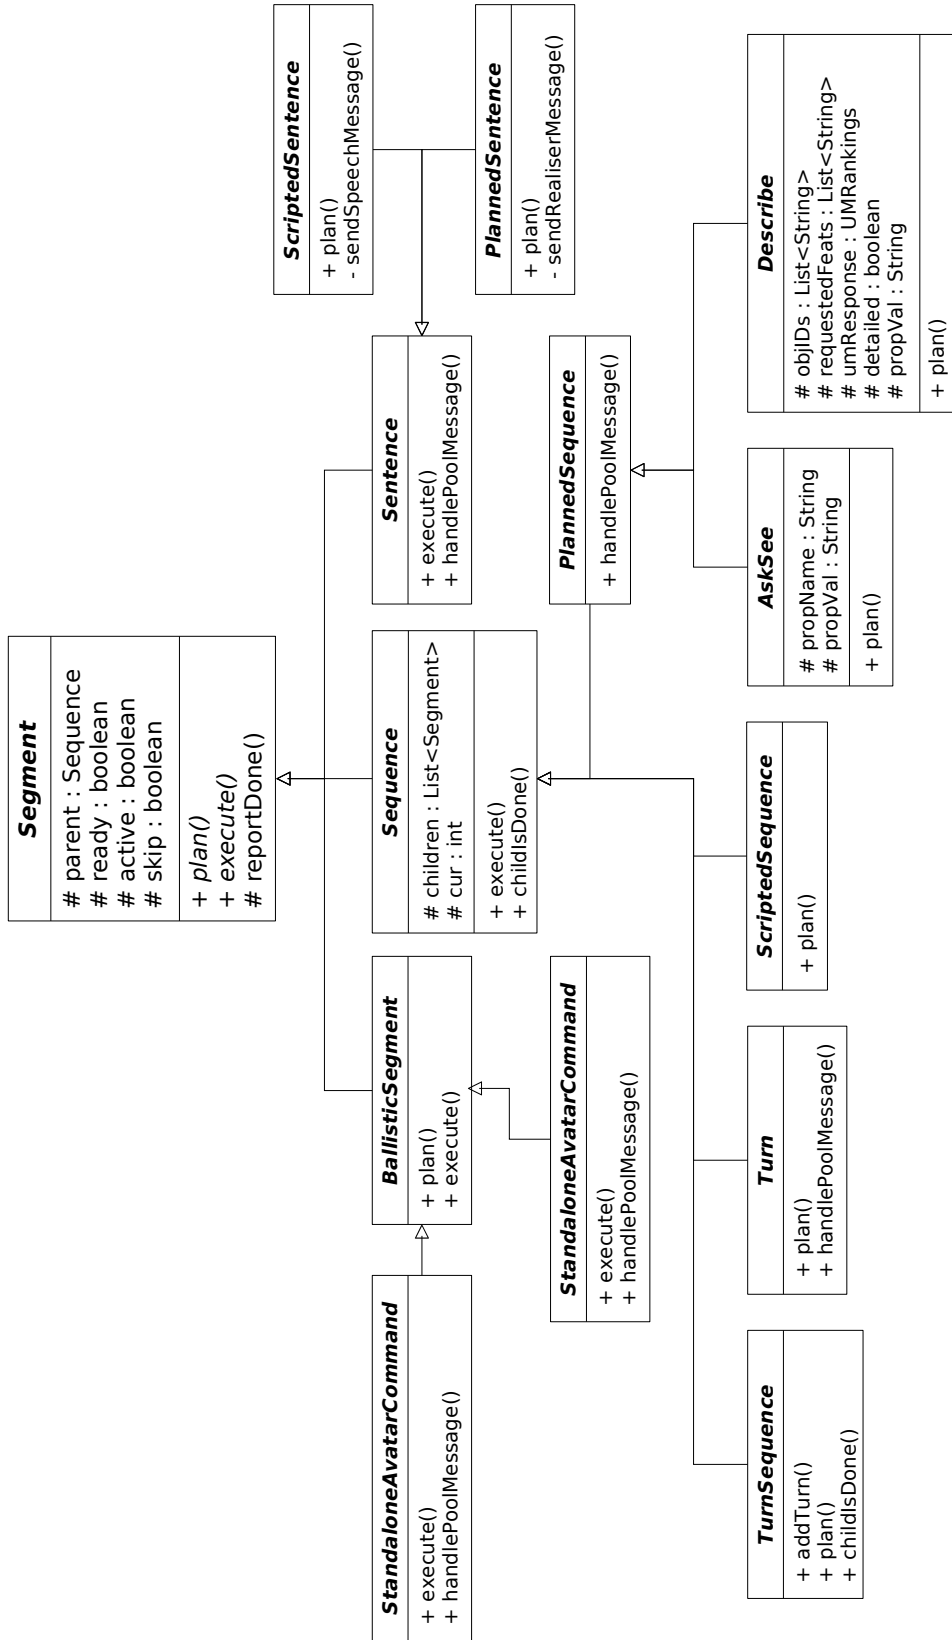 Segment
# parent : Sequence
# ready : boolean
# active : boolean
# skip : boolean
+ plan()
+ execute()
# reportDone()
StandaloneAvatarCommand
+ execute()
+ handlePoolMessage()
BallisticSegment
+ plan()
+ execute()
Sequence
# children : List<Segment>
# cur : int
+ execute()
+ childIsDone()
Sentence
+ execute()
+ handlePoolMessage()
ScriptedSentence
+ plan()
- sendSpeechMessage()
PlannedSentence
+ plan()
- sendRealiserMessage()
StandaloneAvatarCommand
+ execute()
+ handlePoolMessage()
PlannedSequence
+ handlePoolMessage()
TurnSequence
+ addTurn()
+ plan()
+ childIsDone()
Turn
+ plan()
+ handlePoolMessage()
ScriptedSequence
+ plan()
AskSee
# propName : String
# propVal : String
+ plan()
Describe
# objIDs : List<String>
# requestedFeats : List<String>
# umResponse : UMRankings
# detailed : boolean
# propVal : String
+ plan()